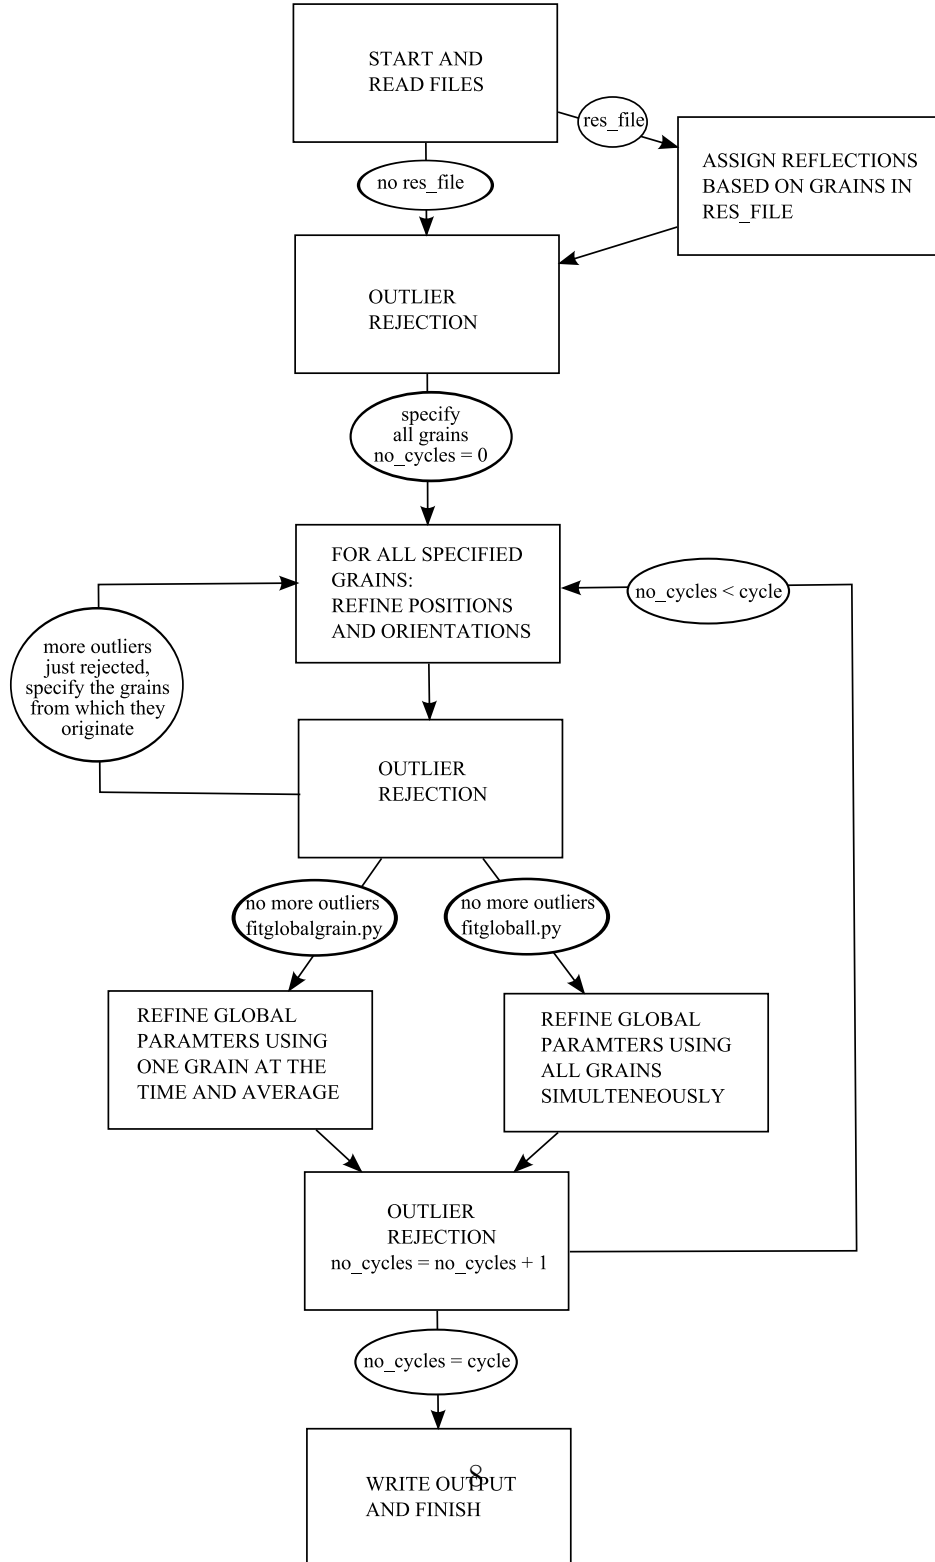 START AND
READ FILES
res_file
ASSIGN REFLECTIONS
BASED ON GRAINS IN
RES_FILE
no res_file
OUTLIER
REJECTION
specify
all grains
no_cycles = 0
FOR ALL SPECIFIED
GRAINS:
REFINE POSITIONS
AND ORIENTATIONS
no_cycles < cycle
more outliers
just rejected,
specify the grains
from which they
originate
OUTLIER
REJECTION
no more outliers
fitglobalgrain.py
no more outliers
fitgloball.py
REFINE GLOBAL
PARAMTERS USING
ONE GRAIN AT THE
TIME AND AVERAGE
REFINE GLOBAL
PARAMTERS USING
ALL GRAINS
SIMULTENEOUSLY
OUTLIER
REJECTION
no_cycles = no_cycles + 1
no_cycles = cycle
WRITE OUTPUT
AND FINISH
8